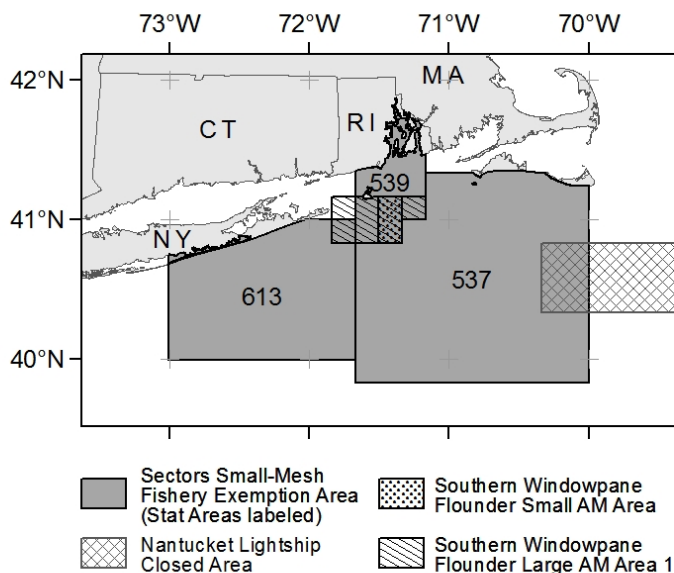 73°W 72°W 71°W 70°W
42°N
MA
CT
RI
539
41°N
NY
613
537
40°N
Sectors Small-Mesh
Fishery Exemption Area
(Stat Areas labeled)
Southern Windowpane
Flounder Small AM Area
Nantucket Lightship
Closed Area
Southern Windowpane
Flounder Large AM Area 1